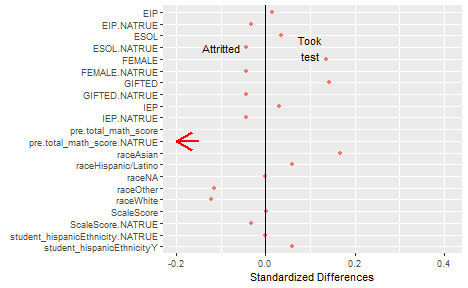 EIP
EIP.NATRUE
ESOL
ESOL.NATRUE
FEMALE
FEMALE.NATRUE
GIFTED
GIFTED.NATRUE
IEP
IEP.NATRUE
pre.total_math_score
pre.total_math_score.NATRUE
raceAsian
raceHispanic/Latino
raceNA
raceOther
raceWhite
ScaleScore
ScaleScore.NATRUE
student_hispanicEthnicity.NATRUE
student_hispanicEthnicityY
Attritted
Took
test
-0.2 0.0 0.2 0.4
Standarized Differences